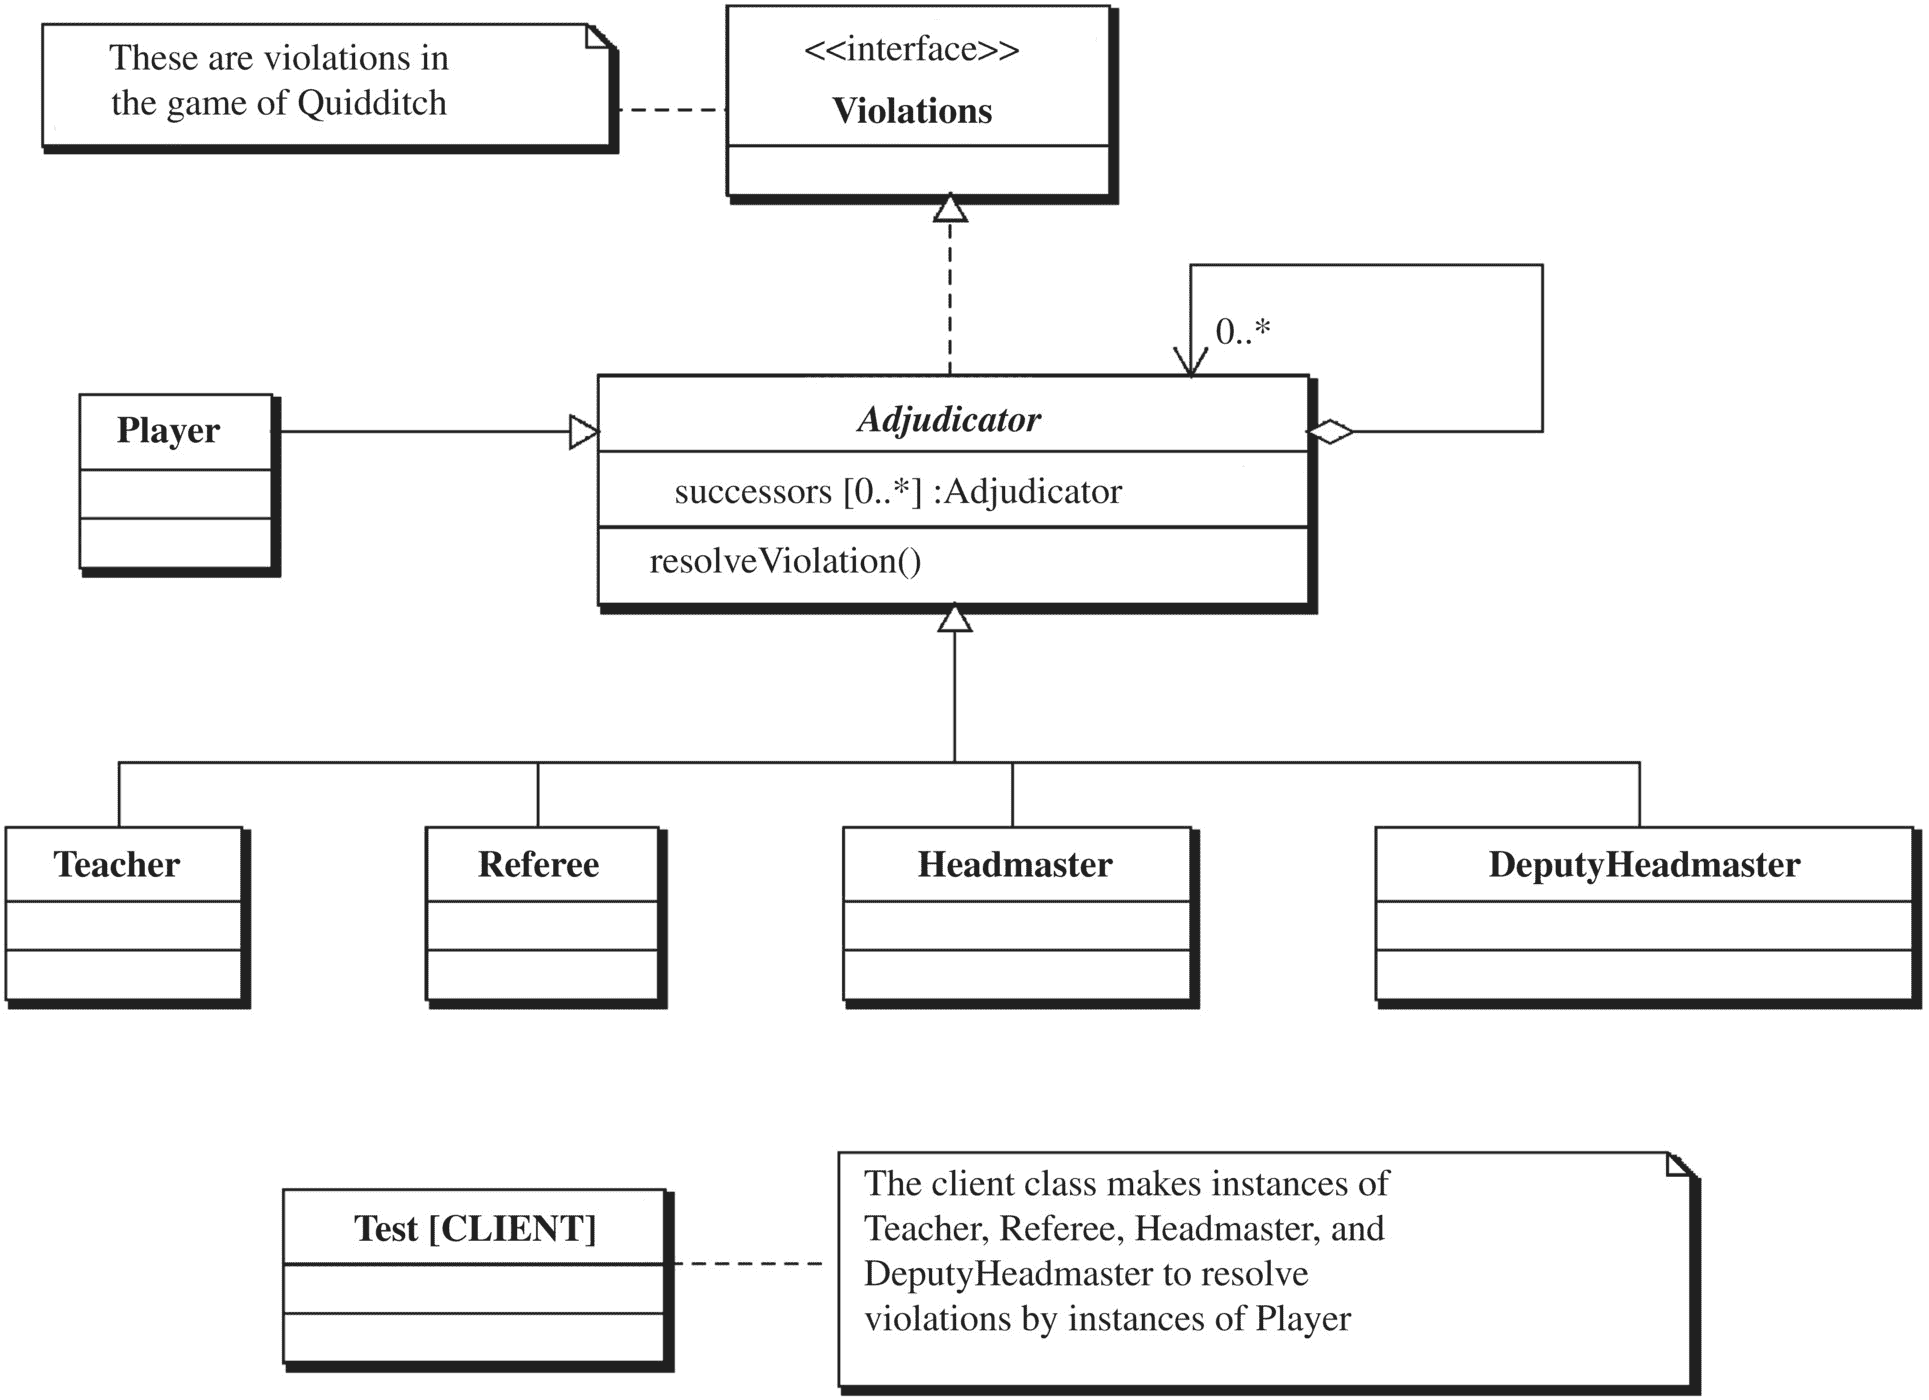 These are violations in
the game of Quidditch
<<interface>>
Violations
0..*
Player
Adjudicator
successors [0..*] :Adjudicator
resolveViolation()
Teacher
Referee
Headmaster
DeputyHeadmaster
Test [CLIENT]
The client class makes instances of
Teacher, Referee, Headmaster, and
DeputyHeadmaster to resolve
violations by instances of Player